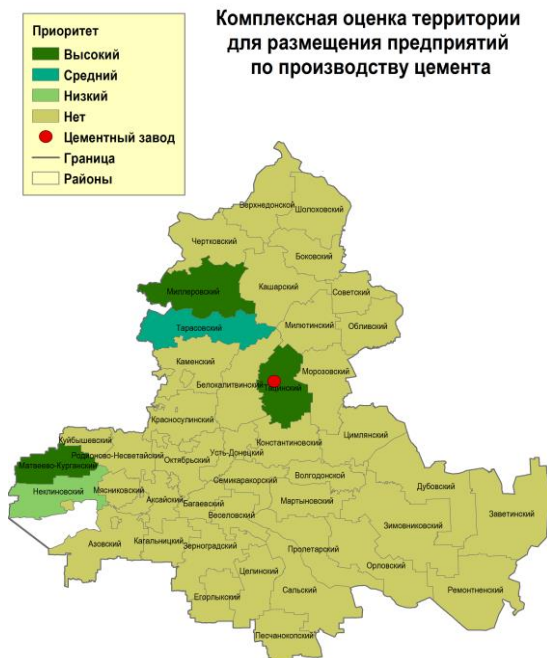 Комплексная оценка территории
для размещения предприятий
по производству цемента
Приоритет
Высокий
Средний
Низкий
Нет
Цементный завод
Граница
Районы
Верхнедонской
Шолоховский
Чертковский
Боковский
Миллеровский
Кашарский
Советский
Тарасовский
Милютинский
Обливский
Каменский
Морозовский
Белокалитвинский
Тацинский
Красносулинский
Цимлянский
Куйбышевский
Родионово-Несветайский
Усть-Донецкий
Константиновский
Матвеево-Курганский
Октябрьский
Семикаракорский
Волгодонской
Дубовский
Неклиновский
Мясниковский
Аксайский
Багаевский
Мартыновский
Заветинский
Веселовский
Зимовниковский
Азовский
Кагальницкий
Зерноградский
Пролетарский
Орловский
Целинский
Ремонтненский
Егорлыкский
Сальский
Песчанокопский